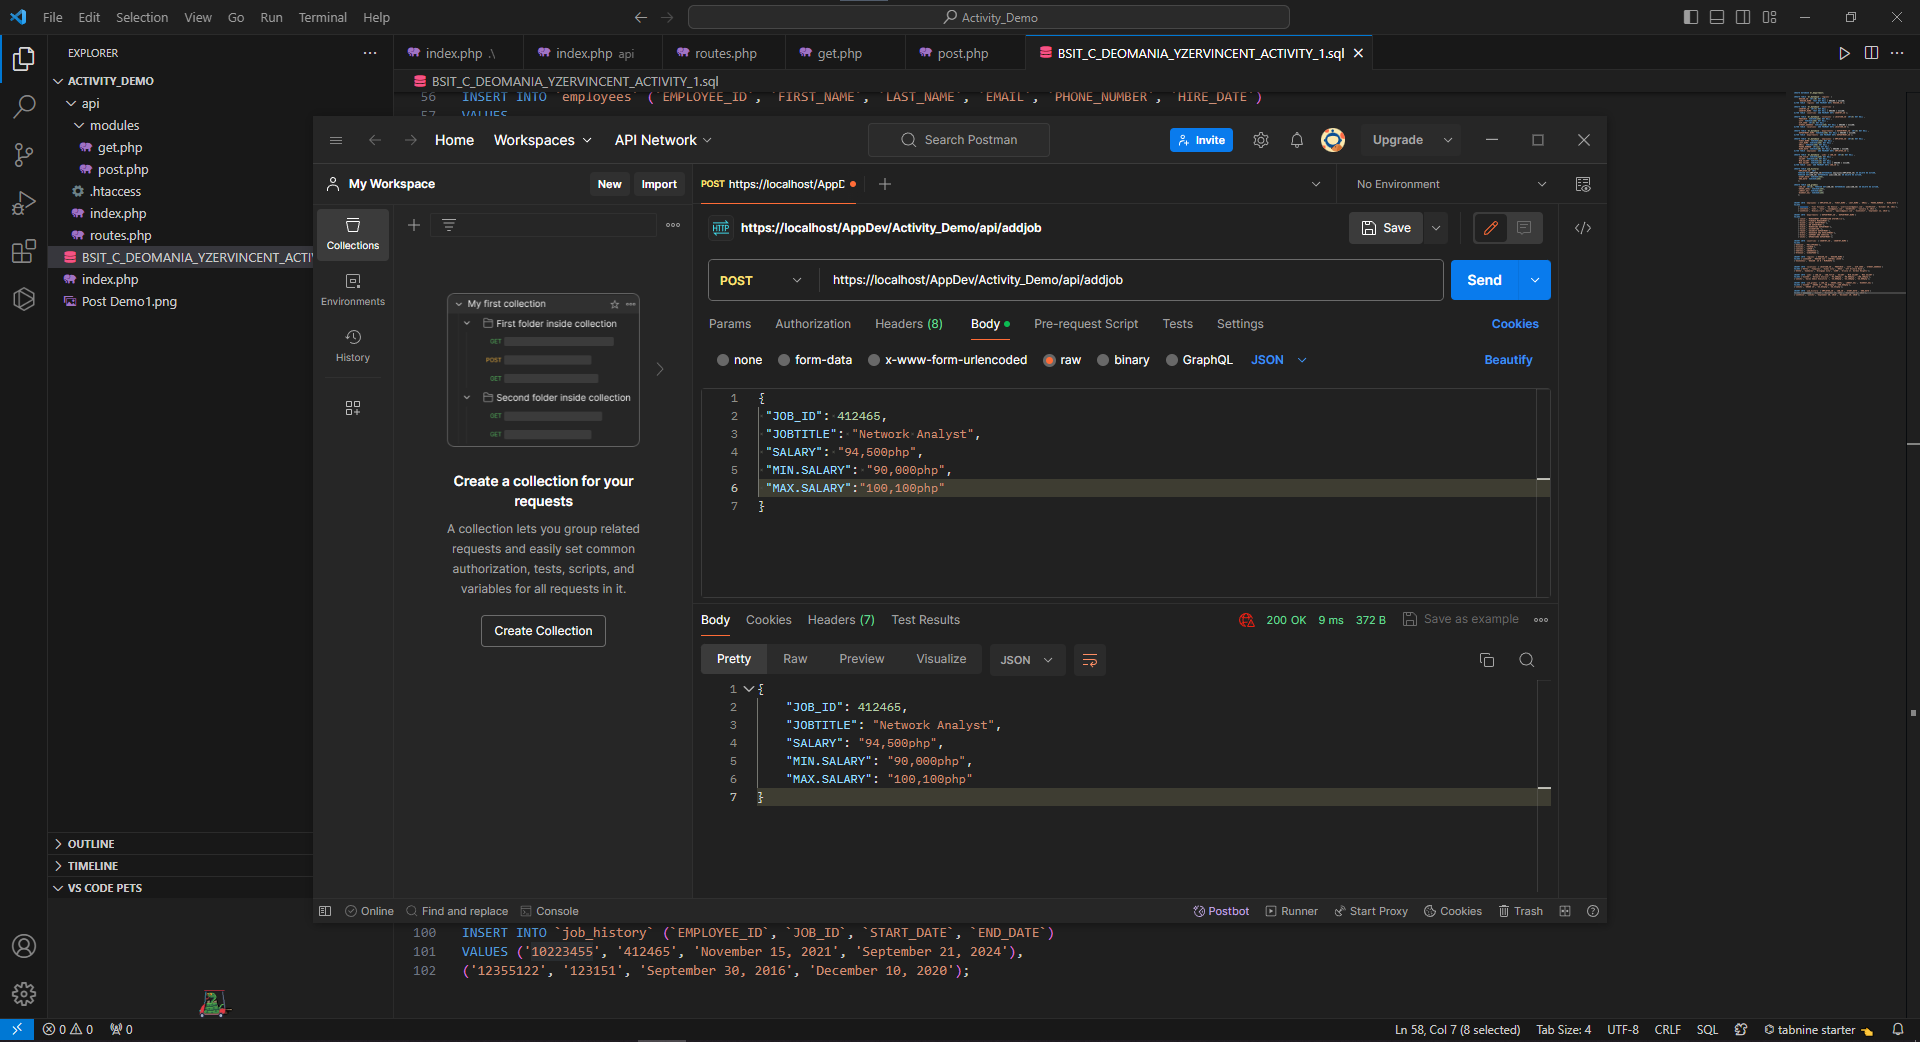 File Edit Selection View Go Run Terminal Help
Activity_Demo
EXPLORER
ACTIVITY_DEMO
api
modules
get.php
post.php
.htaccess
index.php
routes.php
BSIT_C_DEOMANIA_YZERVINCENT_ACTI
index.php
Post Demo1.png
OUTLINE
TIMELINE
VS CODE PETS
index.php .\
index.php api
routes.php
get.php
post.php
BSIT_C_DEOMANIA_YZERVINCENT_ACTIVITY_1.sql
BSIT_C_DEOMANIA_YZERVINCENT_ACTIVITY_1.sql
56 INSERT INTO `employees` (`EMPLOYEE_ID`, `FIRST_NAME`, `LAST_NAME`, `EMAIL`, `PHONE_NUMBER`, `HIRE_DATE`)
57 VALUES
Home Workspaces API Network
Search Postman
Invite
Upgrade
My Workspace
New Import
Collections
Environments
History
My first collection
First folder inside collection
GET
POST
GET
Second folder inside collection
GET
GET
Create a collection for your
requests
A collection lets you group related
requests and easily set common
authorization, tests, scripts, and
variables for all requests in it.
Create Collection
POST https://localhost/AppD
No Environment
HTTP https://localhost/AppDev/Activity_Demo/api/addjob
Save
POST https://localhost/AppDev/Activity_Demo/api/addjob
Send
Params Authorization Headers (8) Body Pre-request Script Tests Settings
Cookies
none form-data x-www-form-urlencoded raw binary GraphQL JSON
Beautify
1 {
2 "JOB_ID": 412465,
3 "JOBTITLE": "Network Analyst",
4 "SALARY": "94,500php",
5 "MIN.SALARY": "90,000php",
6 "MAX.SALARY":"100,100php"
7 }
Body Cookies Headers (7) Test Results
200 OK 9 ms 372 B Save as example
Pretty Raw Preview Visualize JSON
1 {
2 "JOB_ID": 412465,
3 "JOBTITLE": "Network Analyst",
4 "SALARY": "94,500php",
5 "MIN.SALARY": "90,000php",
6 "MAX.SALARY": "100,100php"
7 }
Online Find and replace Console
Postbot Runner Start Proxy Cookies Trash
100 INSERT INTO `job_history` (`EMPLOYEE_ID`, `JOB_ID`, `START_DATE`, `END_DATE`)
101 VALUES ('10223455', '412465', 'November 15, 2021', 'September 21, 2024'),
102 ('12355122', '123151', 'September 30, 2016', 'December 10, 2020');
0 0 0
Ln 58, Col 7 (8 selected) Tab Size: 4 UTF-8 CRLF SQL tabnine starter